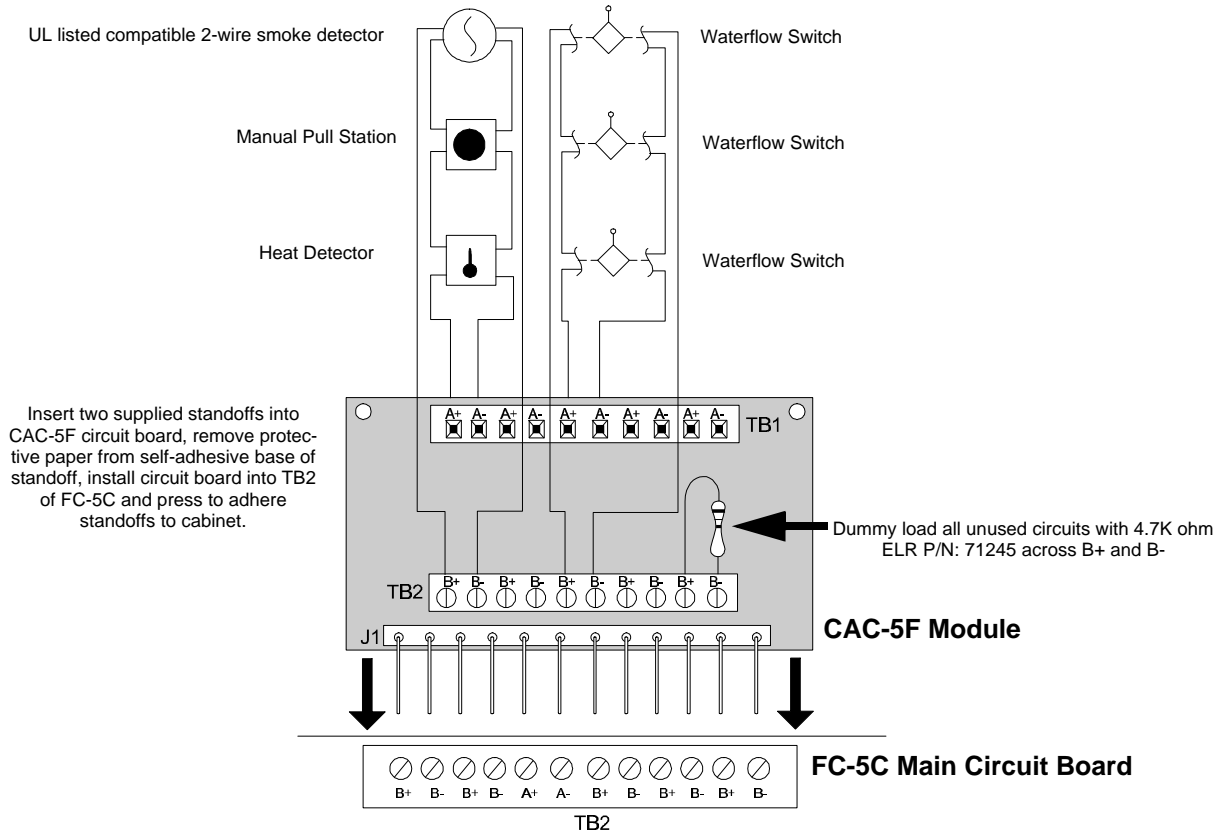 UL listed compatible 2-wire smoke detector
Waterflow Switch
Manual Pull Station
Waterflow Switch
Heat Detector
Waterflow Switch
Insert two supplied standoffs into
CAC-5F circuit board, remove protec-
tive paper from self-adhesive base of
standoff, install circuit board into TB2
of FC-5C and press to adhere
standoffs to cabinet.
A+ A- A+ A- A+ A- A+ A- A+ A-
TB1
Dummy load all unused circuits with 4.7K ohm
ELR P/N: 71245 across B+ and B-
B+ B- B+ B- B+ B- B+ B- B+ B-
TB2
J1
CAC-5F Module
FC-5C Main Circuit Board
B+ B- B+ B- A+ A- B+ B- B+ B- B+ B-
TB2